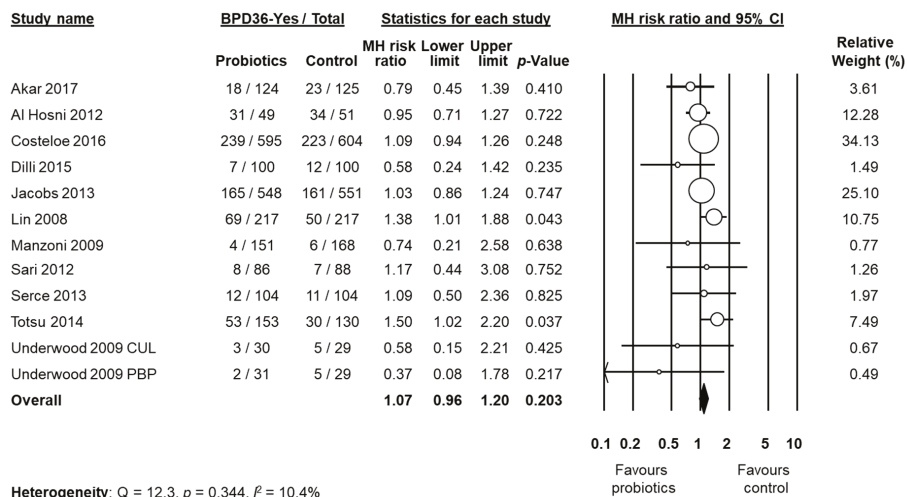 Study name BPD36-Yes / Total Statistics for each study MH risk ratio and 95% CI
Probiotics Control MH risk ratio Lower limit Upper limit p-Value Relative Weight (%)
Akar 2017 18 / 124 23 / 125 0.79 0.45 1.39 0.410 3.61
Al Hosni 2012 31 / 49 34 / 51 0.95 0.71 1.27 0.722 12.28
Costeloe 2016 239 / 595 223 / 604 1.09 0.94 1.26 0.248 34.13
Dilli 2015 7 / 100 12 / 100 0.58 0.24 1.42 0.235 1.49
Jacobs 2013 165 / 548 161 / 551 1.03 0.86 1.24 0.747 25.10
Lin 2008 69 / 217 50 / 217 1.38 1.01 1.88 0.043 10.75
Manzoni 2009 4 / 151 6 / 168 0.74 0.21 2.58 0.638 0.77
Sari 2012 8 / 86 7 / 88 1.17 0.44 3.08 0.752 1.26
Serce 2013 12 / 104 11 / 104 1.09 0.50 2.36 0.825 1.97
Totsu 2014 53 / 153 30 / 130 1.50 1.02 2.20 0.037 7.49
Underwood 2009 CUL 3 / 30 5 / 29 0.58 0.15 2.21 0.425 0.67
Underwood 2009 PBP 2 / 31 5 / 29 0.37 0.08 1.78 0.217 0.49
Overall 1.07 0.96 1.20 0.203
0.1 0.2 0.5 1 2 5 10
Favours probiotics Favours control
Heterogeneity: Q = 12.3, p = 0.344, I² = 10.4%